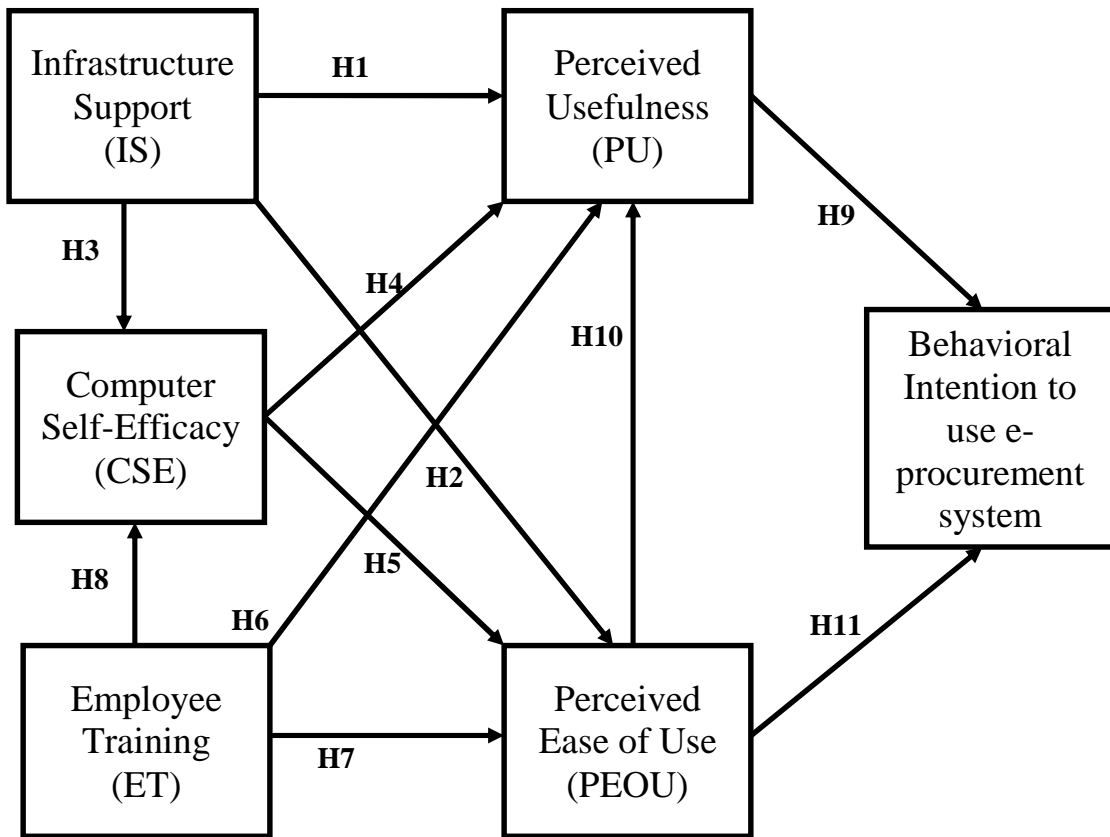 Infrastructure
Support
(IS)
H1
Perceived
Usefulness
(PU)
H9
H3
H4
H10
Computer
Self-Efficacy
(CSE)
H2
H5
Behavioral
Intention to
use e-
procurement
system
H8
H6
H11
Employee
Training
(ET)
H7
Perceived
Ease of Use
(PEOU)